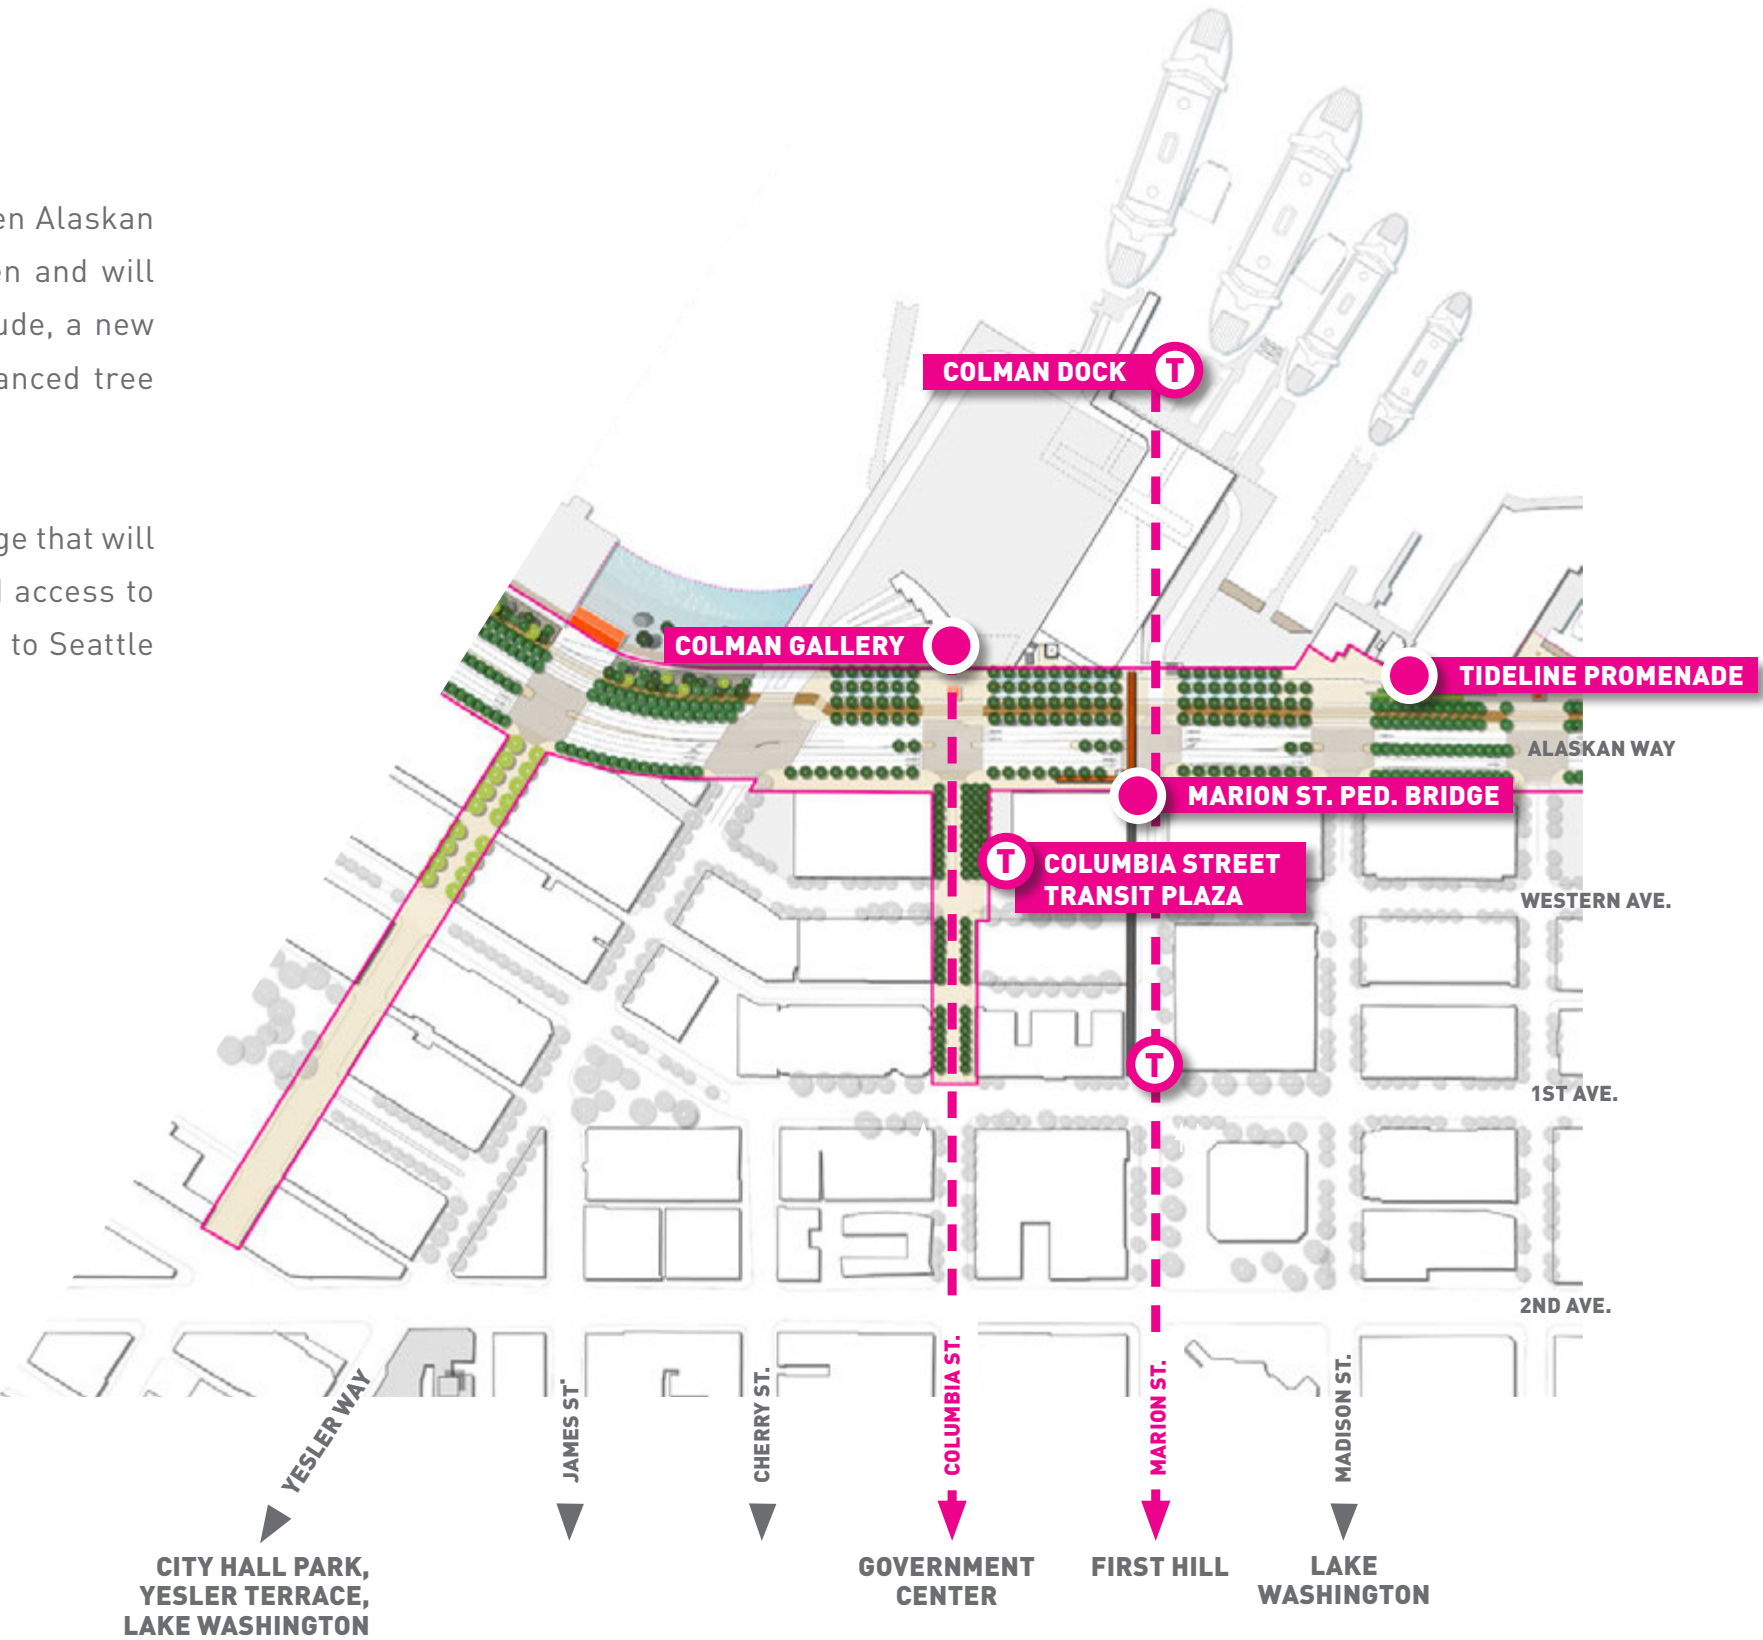 en Alaskan
en and will
ude, a new
anced tree
ge that will
access to
to Seattle
COLMAN DOCK T
COLMAN GALLERY
TIDELINE PROMENADE
ALASKAN WAY
MARION ST. PED. BRIDGE
T COLUMBIA STREET
TRANSIT PLAZA
WESTERN AVE.
T
1ST AVE.
2ND AVE.
YESLER WAY
JAMES ST
CHERRY ST.
COLUMBIA ST.
MARION ST.
MADISON ST.
CITY HALL PARK,
YESLER TERRACE,
LAKE WASHINGTON
GOVERNMENT
CENTER
FIRST HILL
LAKE
WASHINGTON